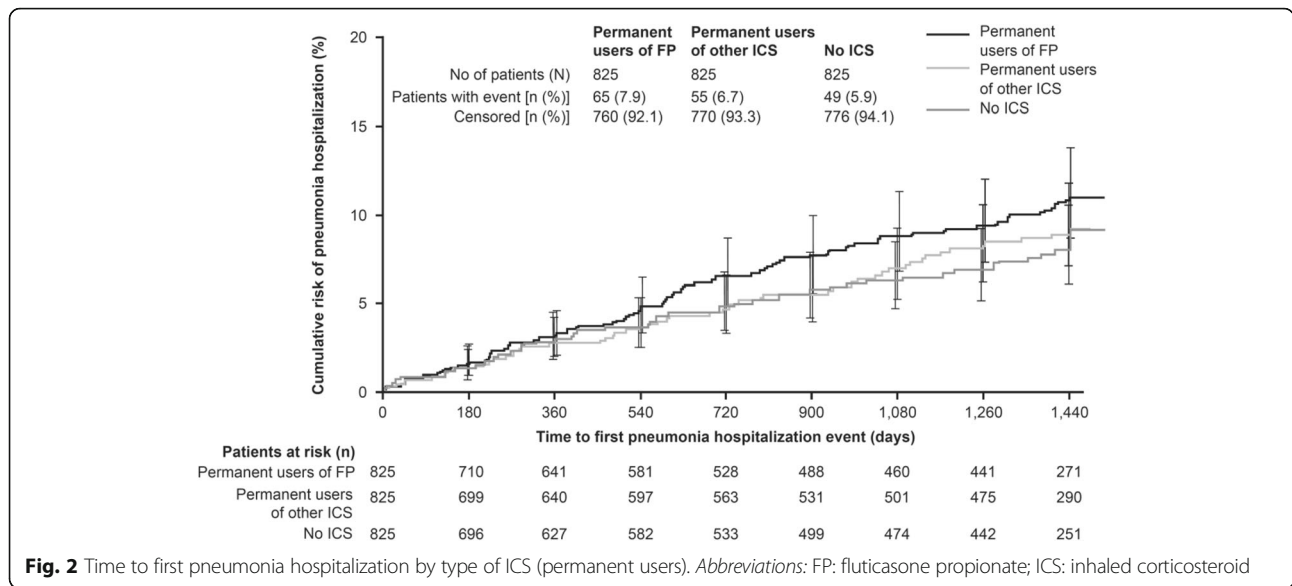 Permanent users of FP
Permanent users of other ICS
No ICS
No of patients (N) 825 825 825
Patients with event [n (%)] 65 (7.9) 55 (6.7) 49 (5.9)
Censored [n (%)] 760 (92.1) 770 (93.3) 776 (94.1)
Permanent
users of FP
Permanent users
of other ICS
No ICS
Cumulative risk of pneumonia hospitalization (%)
20
15
10
5
0
0 180 360 540 720 900 1,080 1,260 1,440
Time to first pneumonia hospitalization event (days)
Patients at risk (n)
Permanent users of FP 825 710 641 581 528 488 460 441 271
Permanent users
of other ICS 825 699 640 597 563 531 501 475 290
No ICS 825 696 627 582 533 499 474 442 251
Fig. 2 Time to first pneumonia hospitalization by type of ICS (permanent users). Abbreviations: FP: fluticasone propionate; ICS: inhaled corticosteroid